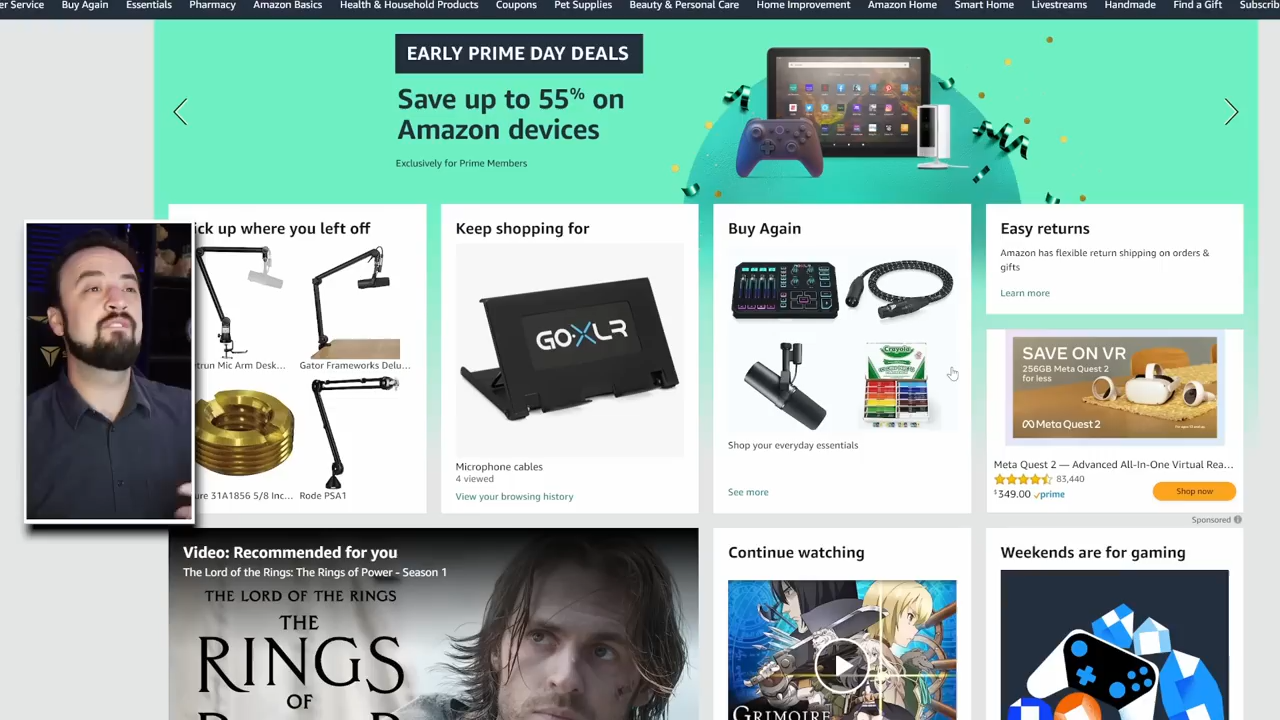 er Service Buy Again Essentials Pharmacy Amazon Basics Health & Household Products Coupons Pet Supplies Beauty & Personal Care Home Improvement Amazon Home Smart Home Livestreams Handmade Find a Gift Subscrib
EARLY PRIME DAY DEALS
Save up to 55% on
Amazon devices
Exclusively for Prime Members
ick up where you left off
trun Mic Arm Desk...
Gator Frameworks Delu...
ure 31A1856 5/8 Inc...
Rode PSA1
Keep shopping for
GO·XLR
Microphone cables
4 viewed
View your browsing history
Buy Again
Crayola
Shop your everyday essentials
See more
Easy returns
Amazon has flexible return shipping on orders &
gifts
Learn more
SAVE ON VR
256GB Meta Quest 2
for less
Meta Quest 2
Meta Quest 2 — Advanced All-In-One Virtual Rea...
83,440
$349.00 prime
Shop now
Sponsored
Video: Recommended for you
The Lord of the Rings: The Rings of Power - Season 1
THE LORD OF THE RINGS
THE
RINGS
OF
Continue watching
GRIMOIRE
Weekends are for gaming